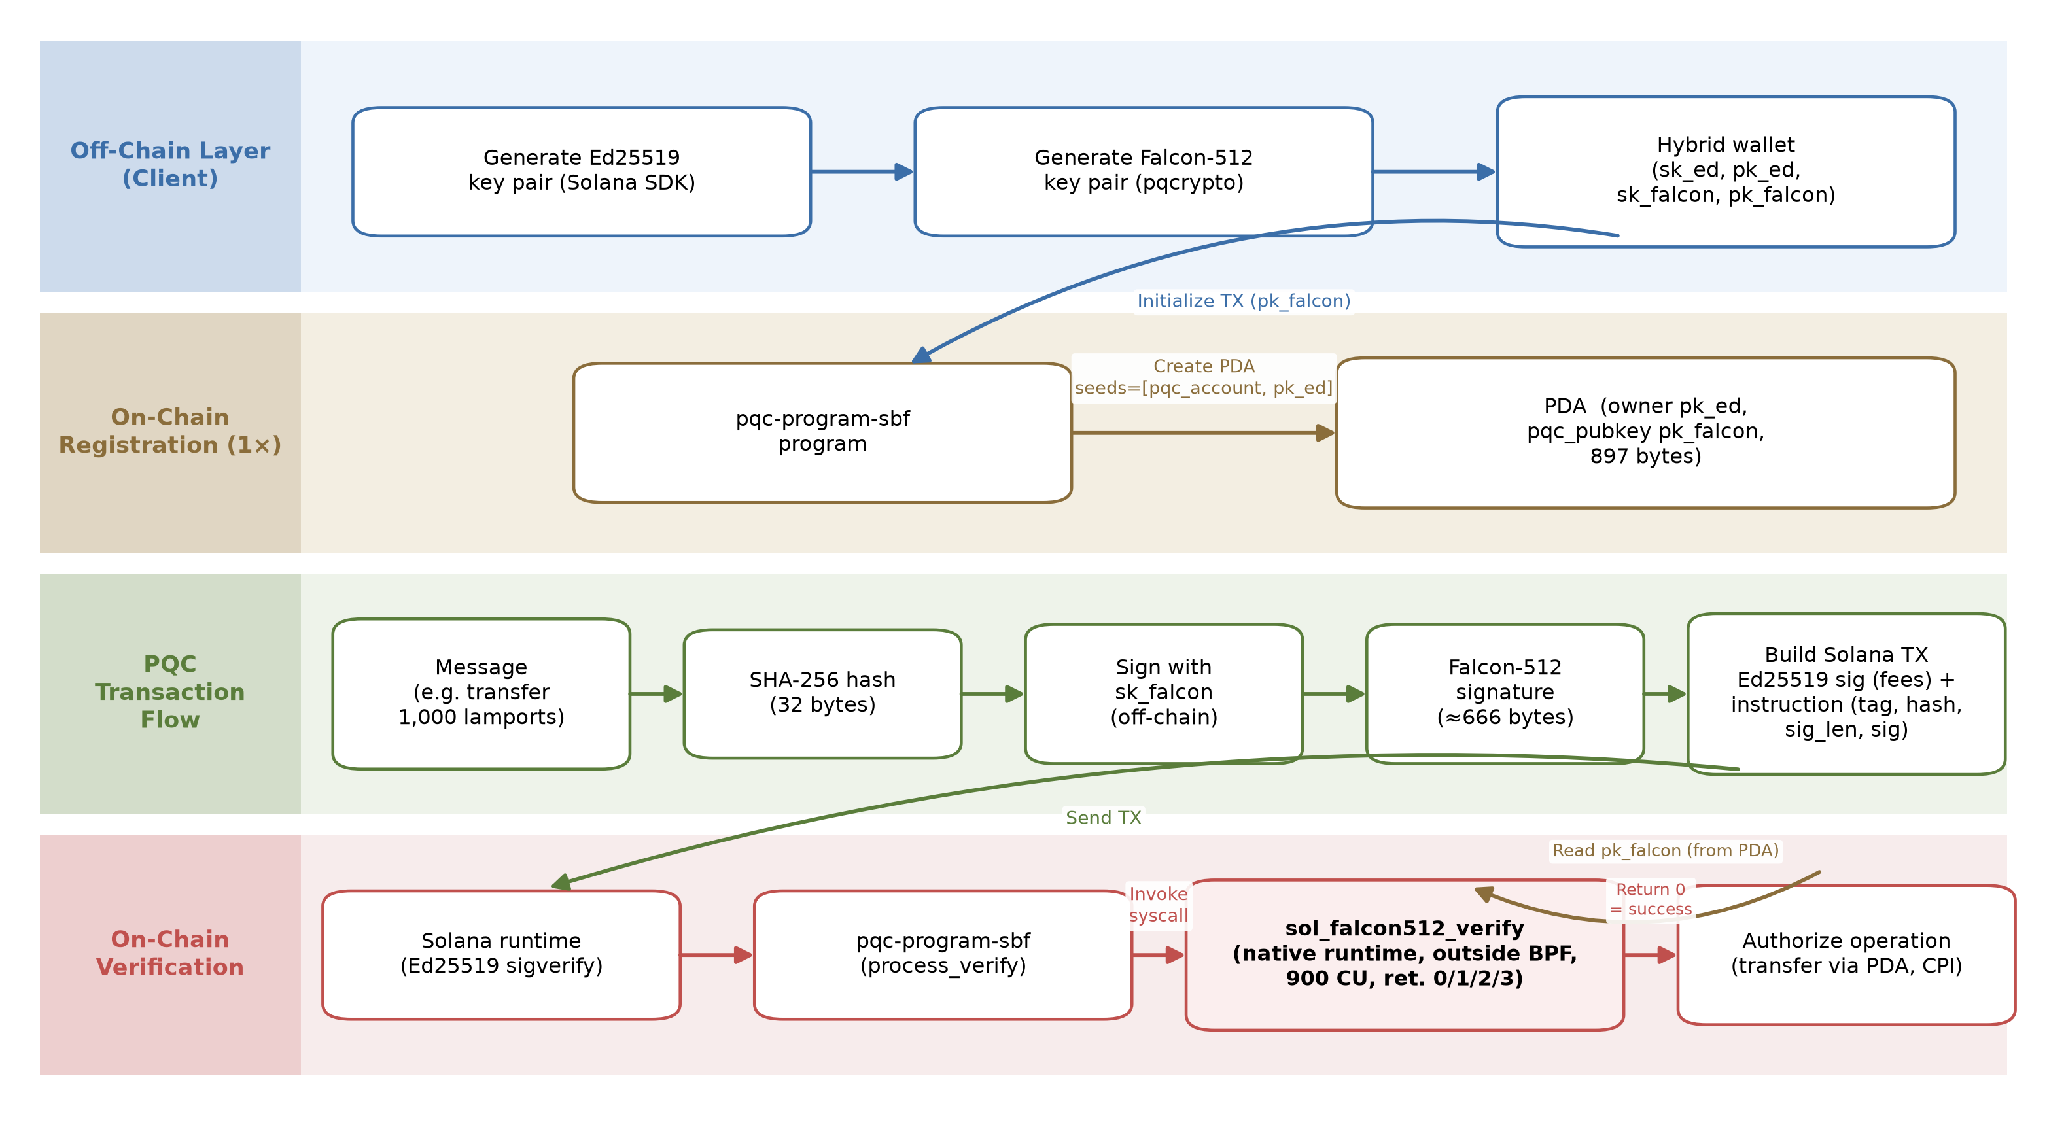 Off-Chain Layer
(Client)
Generate Ed25519
key pair (Solana SDK)
Generate Falcon-512
key pair (pqcrypto)
Hybrid wallet
(sk_ed, pk_ed,
sk_falcon, pk_falcon)
Initialize TX (pk_falcon)
On-Chain
Registration (1×)
pqc-program-sbf
program
Create PDA
seeds=[pqc_account, pk_ed]
PDA  (owner pk_ed,
pqc_pubkey pk_falcon,
897 bytes)
PQC
Transaction
Flow
Message
(e.g. transfer
1,000 lamports)
SHA-256 hash
(32 bytes)
Sign with
sk_falcon
(off-chain)
Falcon-512
signature
(≈666 bytes)
Build Solana TX
Ed25519 sig (fees) +
instruction (tag, hash,
sig_len, sig)
Send TX
On-Chain
Verification
Solana runtime
(Ed25519 sigverify)
pqc-program-sbf
(process_verify)
Invoke
syscall
sol_falcon512_verify
(native runtime, outside BPF,
900 CU, ret. 0/1/2/3)
Read pk_falcon (from PDA)
Return 0
= success
Authorize operation
(transfer via PDA, CPI)